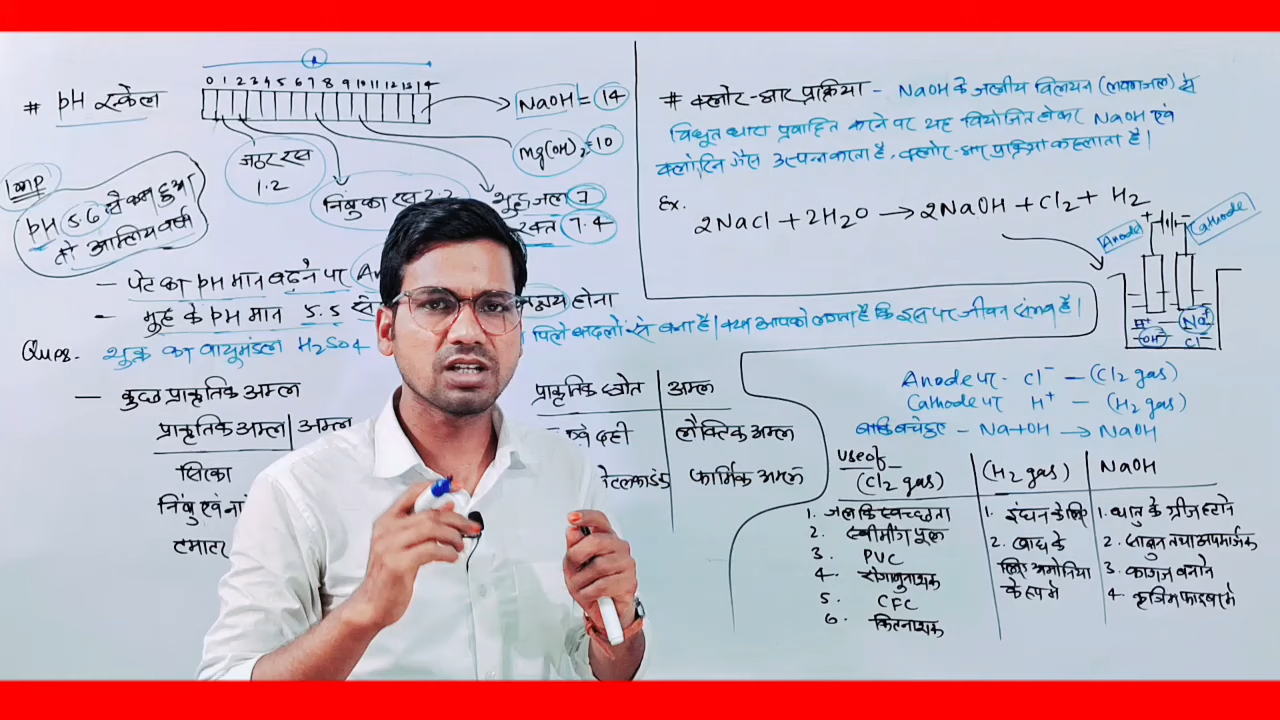 # pH स्केल
0 1 2 3 4 5 6 7 8 9 10 11 12 13 14
NaOH = 14
Mg(OH)2 = 10
जठर रस
1.2
निंबू का रस 2.2
शुद्ध जल 7
रक्त 7.4
Imp
pH 5.6 से कम हुआ
तो आम्लिय वर्षा
- पेट का pH मान बढ़ने पर
- मुह के pH मान 5.5 से होना
Ques. शुक्र का वायुमंडल H2SO4 पिले बादलो से बना है। क्या आपको लगता है कि इस पर जीवन संभव है।
- कुछ प्राकृतिक अम्ल
प्राकृतिक अम्ल | अम्ल
सिरका
निंबु एवं
टमाटर
प्राकृतिक स्त्रोत | अम्ल
दही लैक्तिक अम्ल
फार्मिक अम्ल
# क्लोर-क्षार प्रक्रिया - NaOH के जलीय विलयन (लवणजल) से
विधुत धारा प्रवाहित करने पर यह वियोजित होकर NaOH एवं
क्लोरिन गैस उत्पन्न करता है, क्लोर-क्षार प्रक्रिया कहलाता है।
Ex. 2NaCl + 2H2O → 2NaOH + Cl2 + H2
Anode + - Cathode
H+ Na+
OH- Cl-
Anode पर - Cl- - (Cl2 gas)
Cathode पर H+ - (H2 gas)
बाकि बचे हुए - Na+OH → NaOH
use of
(Cl2 gas) (H2 gas) NaOH
1. जल कि स्वच्छता
2. स्वीमींग पूल
3. PVC
4. रोगाणुनाशक
5. CFC
6. किटनाशक
1. इंधन के लिए
2. खाद्य के
लिए अमोनिया
के रूप मे
1. धातु के ग्रीज हटाने
2. साबुन तथा अपमार्जक
3. कागज बनाने
4. कृत्रिम फाइबर मे